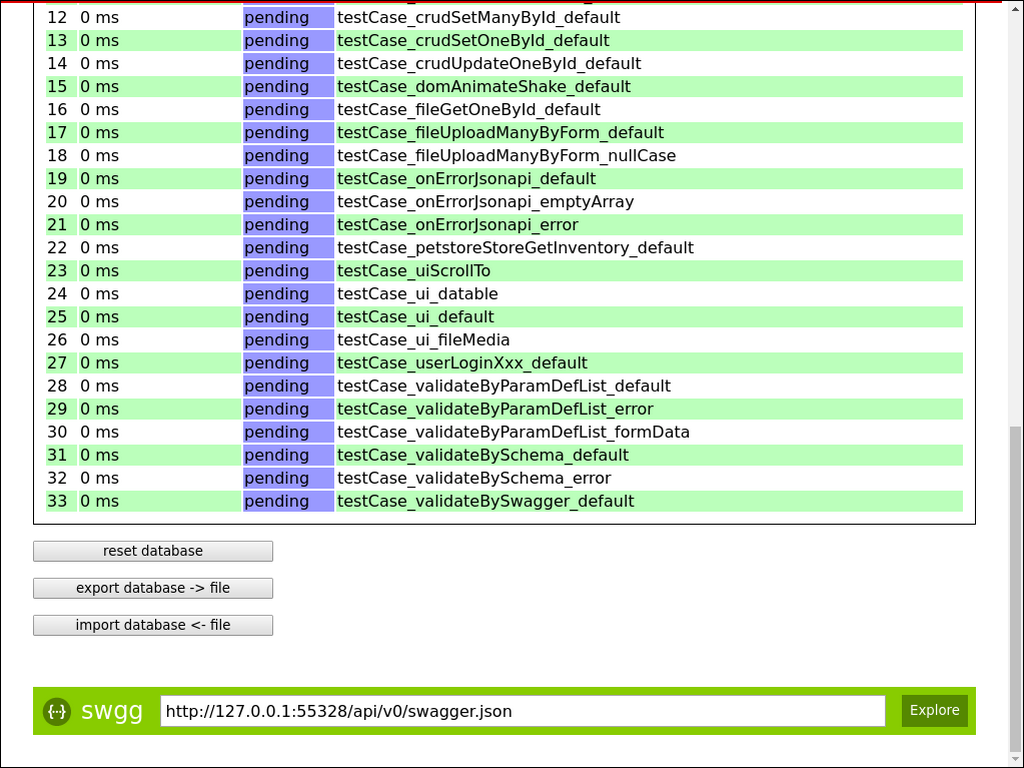 12 0 ms pending testCase_crudSetManyById_default
13 0 ms pending testCase_crudSetOneById_default
14 0 ms pending testCase_crudUpdateOneById_default
15 0 ms pending testCase_domAnimateShake_default
16 0 ms pending testCase_fileGetOneById_default
17 0 ms pending testCase_fileUploadManyByForm_default
18 0 ms pending testCase_fileUploadManyByForm_nullCase
19 0 ms pending testCase_onErrorJsonapi_default
20 0 ms pending testCase_onErrorJsonapi_emptyArray
21 0 ms pending testCase_onErrorJsonapi_error
22 0 ms pending testCase_petstoreStoreGetInventory_default
23 0 ms pending testCase_uiScrollTo
24 0 ms pending testCase_ui_datable
25 0 ms pending testCase_ui_default
26 0 ms pending testCase_ui_fileMedia
27 0 ms pending testCase_userLoginXxx_default
28 0 ms pending testCase_validateByParamDefList_default
29 0 ms pending testCase_validateByParamDefList_error
30 0 ms pending testCase_validateByParamDefList_formData
31 0 ms pending testCase_validateBySchema_default
32 0 ms pending testCase_validateBySchema_error
33 0 ms pending testCase_validateBySwagger_default
reset database
export database -> file
import database <- file
{··} swgg http://127.0.0.1:55328/api/v0/swagger.json Explore